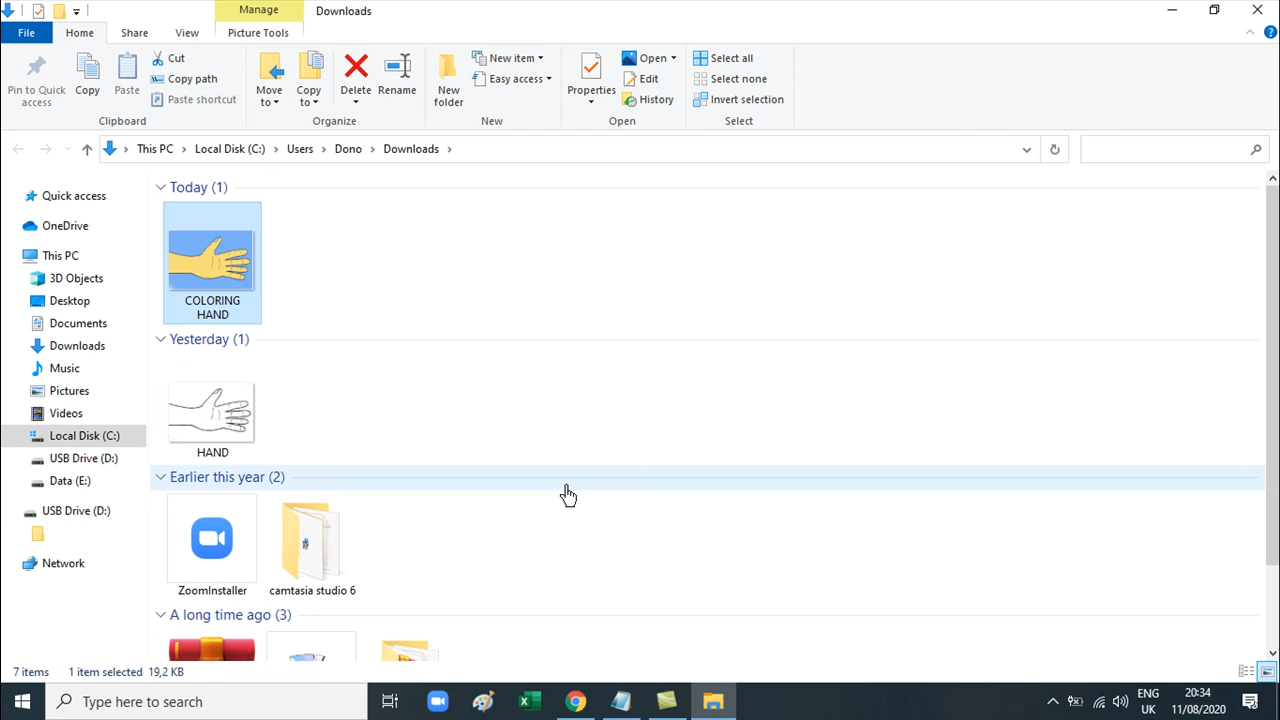 Manage
Downloads
File
Home
Share
View
Picture Tools
Pin to Quick access
Copy
Paste
Cut
Copy path
Paste shortcut
Clipboard
Move to
Copy to
Delete
Rename
Organize
New folder
New item
Easy access
New
Properties
Open
Edit
History
Open
Select all
Select none
Invert selection
Select
This PC
Local Disk (C:)
Users
Dono
Downloads
Quick access
OneDrive
This PC
3D Objects
Desktop
Documents
Downloads
Music
Pictures
Videos
Local Disk (C:)
USB Drive (D:)
Data (E:)
USB Drive (D:)
Network
Today (1)
COLORING
HAND
Yesterday (1)
HAND
Earlier this year (2)
ZoomInstaller
camtasia studio 6
A long time ago (3)
7 items
1 item selected 19,2 KB
Type here to search
ENG
UK
20:34
11/08/2020